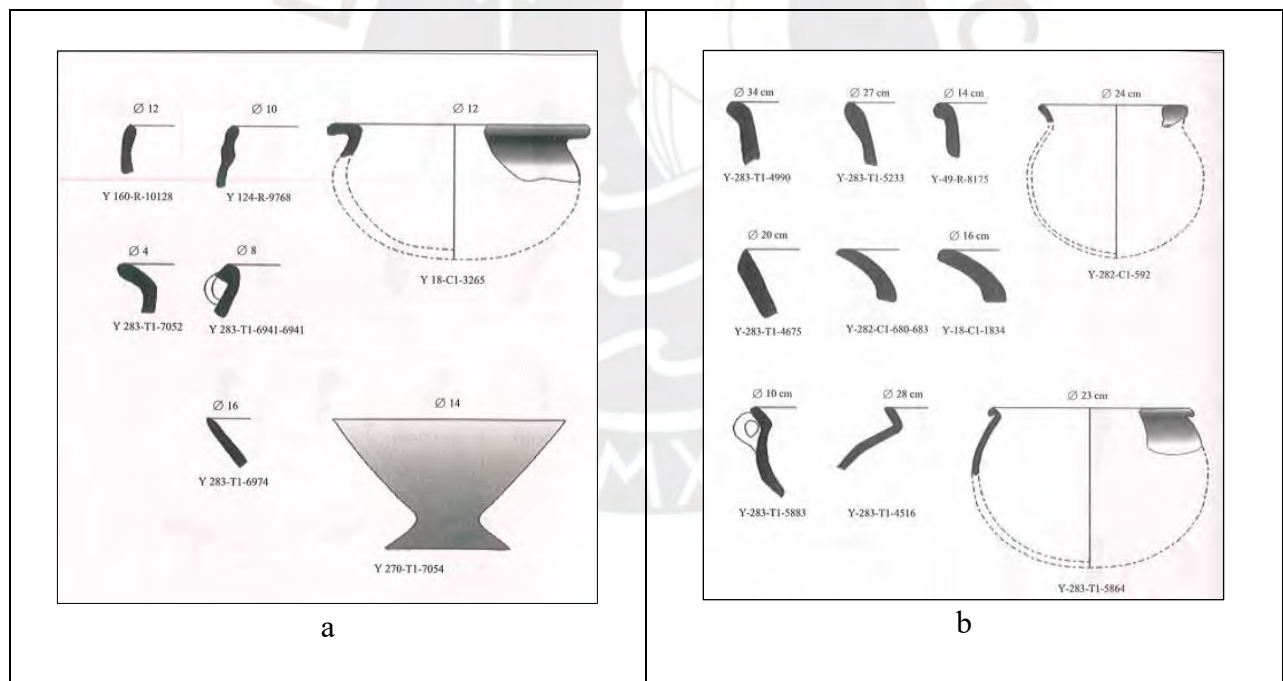 Ø 12
Ø 10
Ø 12
Y 160-R-10128
Y 124-R-9768
Y 18-C1-3265
Ø 4
Ø 8
Y 283-T1-7052
Y 283-T1-6941-6941
Ø 16
Ø 14
Y 283-T1-6974
Y 270-T1-7054
a
Ø 34 cm
Ø 27 cm
Ø 14 cm
Ø 24 cm
Y-283-T1-4990
Y-283-T1-5233
Y-49-R-8175
Y-282-C1-592
Ø 20 cm
Ø 16 cm
Y-283-T1-4675
Y-282-C1-680-683
Y-18-C1-1834
Ø 10 cm
Ø 28 cm
Ø 23 cm
Y-283-T1-5883
Y-283-T1-4516
Y-283-T1-5864
b